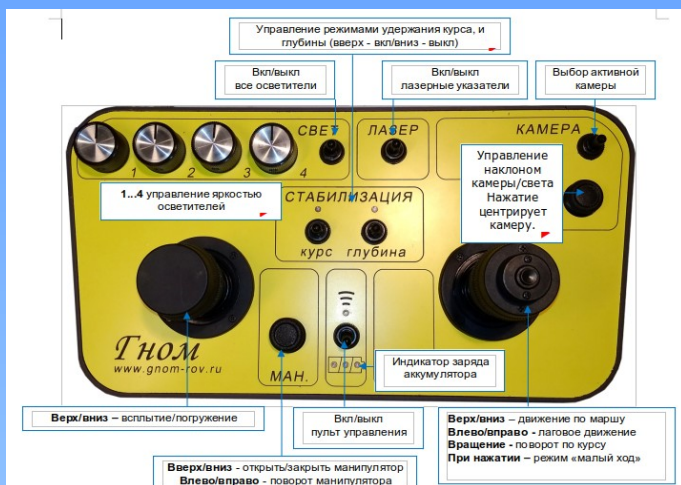 Управление режимами удержания курса, и
глубины (вверх - вкл/вниз - выкл)
Вкл/выкл
все осветители
Вкл/выкл
лазерные указатели
Выбор активной
камеры
СВЕТ
ЛАЗЕР
КАМЕРА
1
2
3
4
Управление
наклоном
камеры/света
Нажатие
центрирует
камеру.
1...4 управление яркостью
осветителей
СТАБИЛИЗАЦИЯ
курс глубина
Гном
www.gnom-rov.ru
МАН.
Индикатор заряда
аккумулятора
Верх/вниз – всплытие/погружение
Вкл/выкл
пульт управления
Верх/вниз – движение по маршу
Влево/вправо - лаговое движение
Вращение - поворот по курсу
При нажатии – режим «малый ход»
Вверх/вниз - открыть/закрыть манипулятор
Влево/вправо - поворот манипулятора